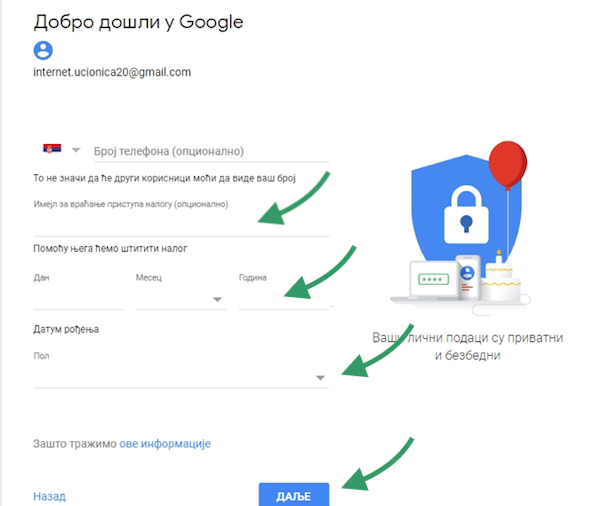 Добро дошли у Google
internet.ucionica20@gmail.com
Број телефона (опционално)
То не значи да ће други корисници моћи да виде ваш број
Имејл за враћање приступа налогу (опционално)
Помоћу њега ћемо штитити налог
Дан Месец Година
Датум рођења
Пол
Зашто тражимо ове информације
Назад ДАЉЕ
Ваши лични подаци су приватни
и безбедни